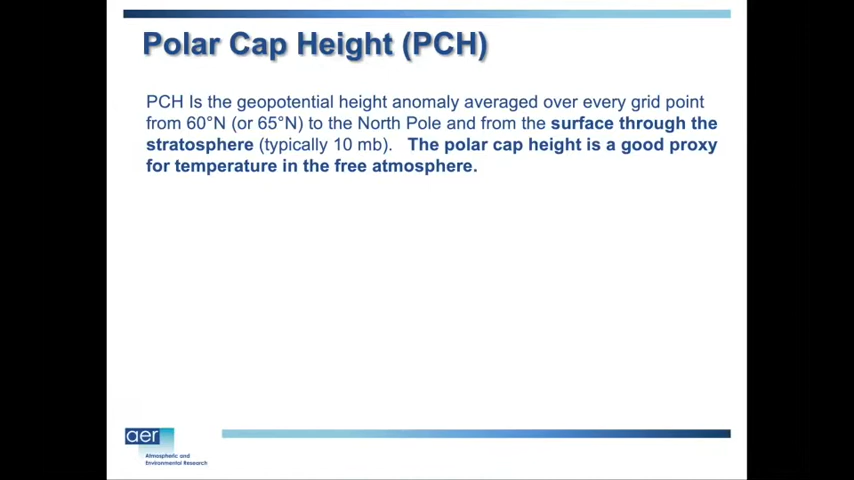 Polar Cap Height (PCH)
PCH Is the geopotential height anomaly averaged over every grid point
from 60°N (or 65°N) to the North Pole and from the surface through the
stratosphere (typically 10 mb). The polar cap height is a good proxy
for temperature in the free atmosphere.
aer
Atmospheric and
Environmental Research